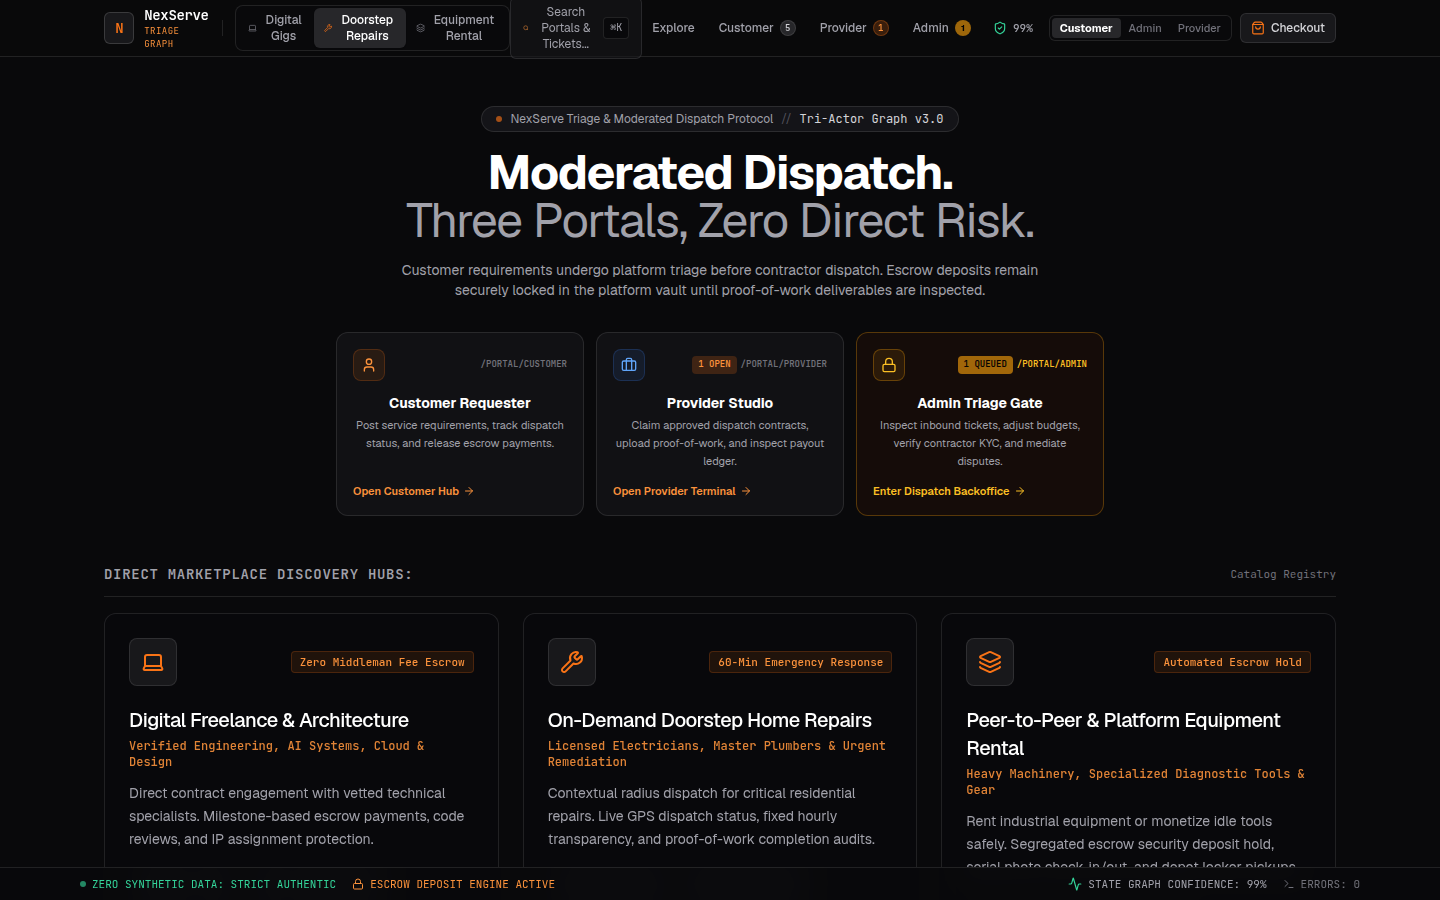 N
NexServe
TRIAGE
GRAPH
Digital
Gigs
Doorstep
Repairs
Equipment
Rental
Search
Portals &
Tickets...
⌘K
Explore
Customer 5
Provider 1
Admin 1
99%
Customer
Admin
Provider
Checkout
NexServe Triage & Moderated Dispatch Protocol // Tri-Actor Graph v3.0
Moderated Dispatch.
Three Portals, Zero Direct Risk.
Customer requirements undergo platform triage before contractor dispatch. Escrow deposits remain
securely locked in the platform vault until proof-of-work deliverables are inspected.
/PORTAL/CUSTOMER
Customer Requester
Post service requirements, track dispatch
status, and release escrow payments.
Open Customer Hub →
1 OPEN /PORTAL/PROVIDER
Provider Studio
Claim approved dispatch contracts,
upload proof-of-work, and inspect payout
ledger.
Open Provider Terminal →
1 QUEUED /PORTAL/ADMIN
Admin Triage Gate
Inspect inbound tickets, adjust budgets,
verify contractor KYC, and mediate
disputes.
Enter Dispatch Backoffice →
DIRECT MARKETPLACE DISCOVERY HUBS:
Catalog Registry
Zero Middleman Fee Escrow
Digital Freelance & Architecture
Verified Engineering, AI Systems, Cloud &
Design
Direct contract engagement with vetted technical
specialists. Milestone-based escrow payments, code
reviews, and IP assignment protection.
60-Min Emergency Response
On-Demand Doorstep Home Repairs
Licensed Electricians, Master Plumbers & Urgent
Remediation
Contextual radius dispatch for critical residential
repairs. Live GPS dispatch status, fixed hourly
transparency, and proof-of-work completion audits.
Automated Escrow Hold
Peer-to-Peer & Platform Equipment
Rental
Heavy Machinery, Specialized Diagnostic Tools &
Gear
Rent industrial equipment or monetize idle tools
safely. Segregated escrow security deposit hold,
serial photo check-in/out, and depot locker pickups.
ZERO SYNTHETIC DATA: STRICT AUTHENTIC
ESCROW DEPOSIT ENGINE ACTIVE
STATE GRAPH CONFIDENCE: 99%
ERRORS: 0